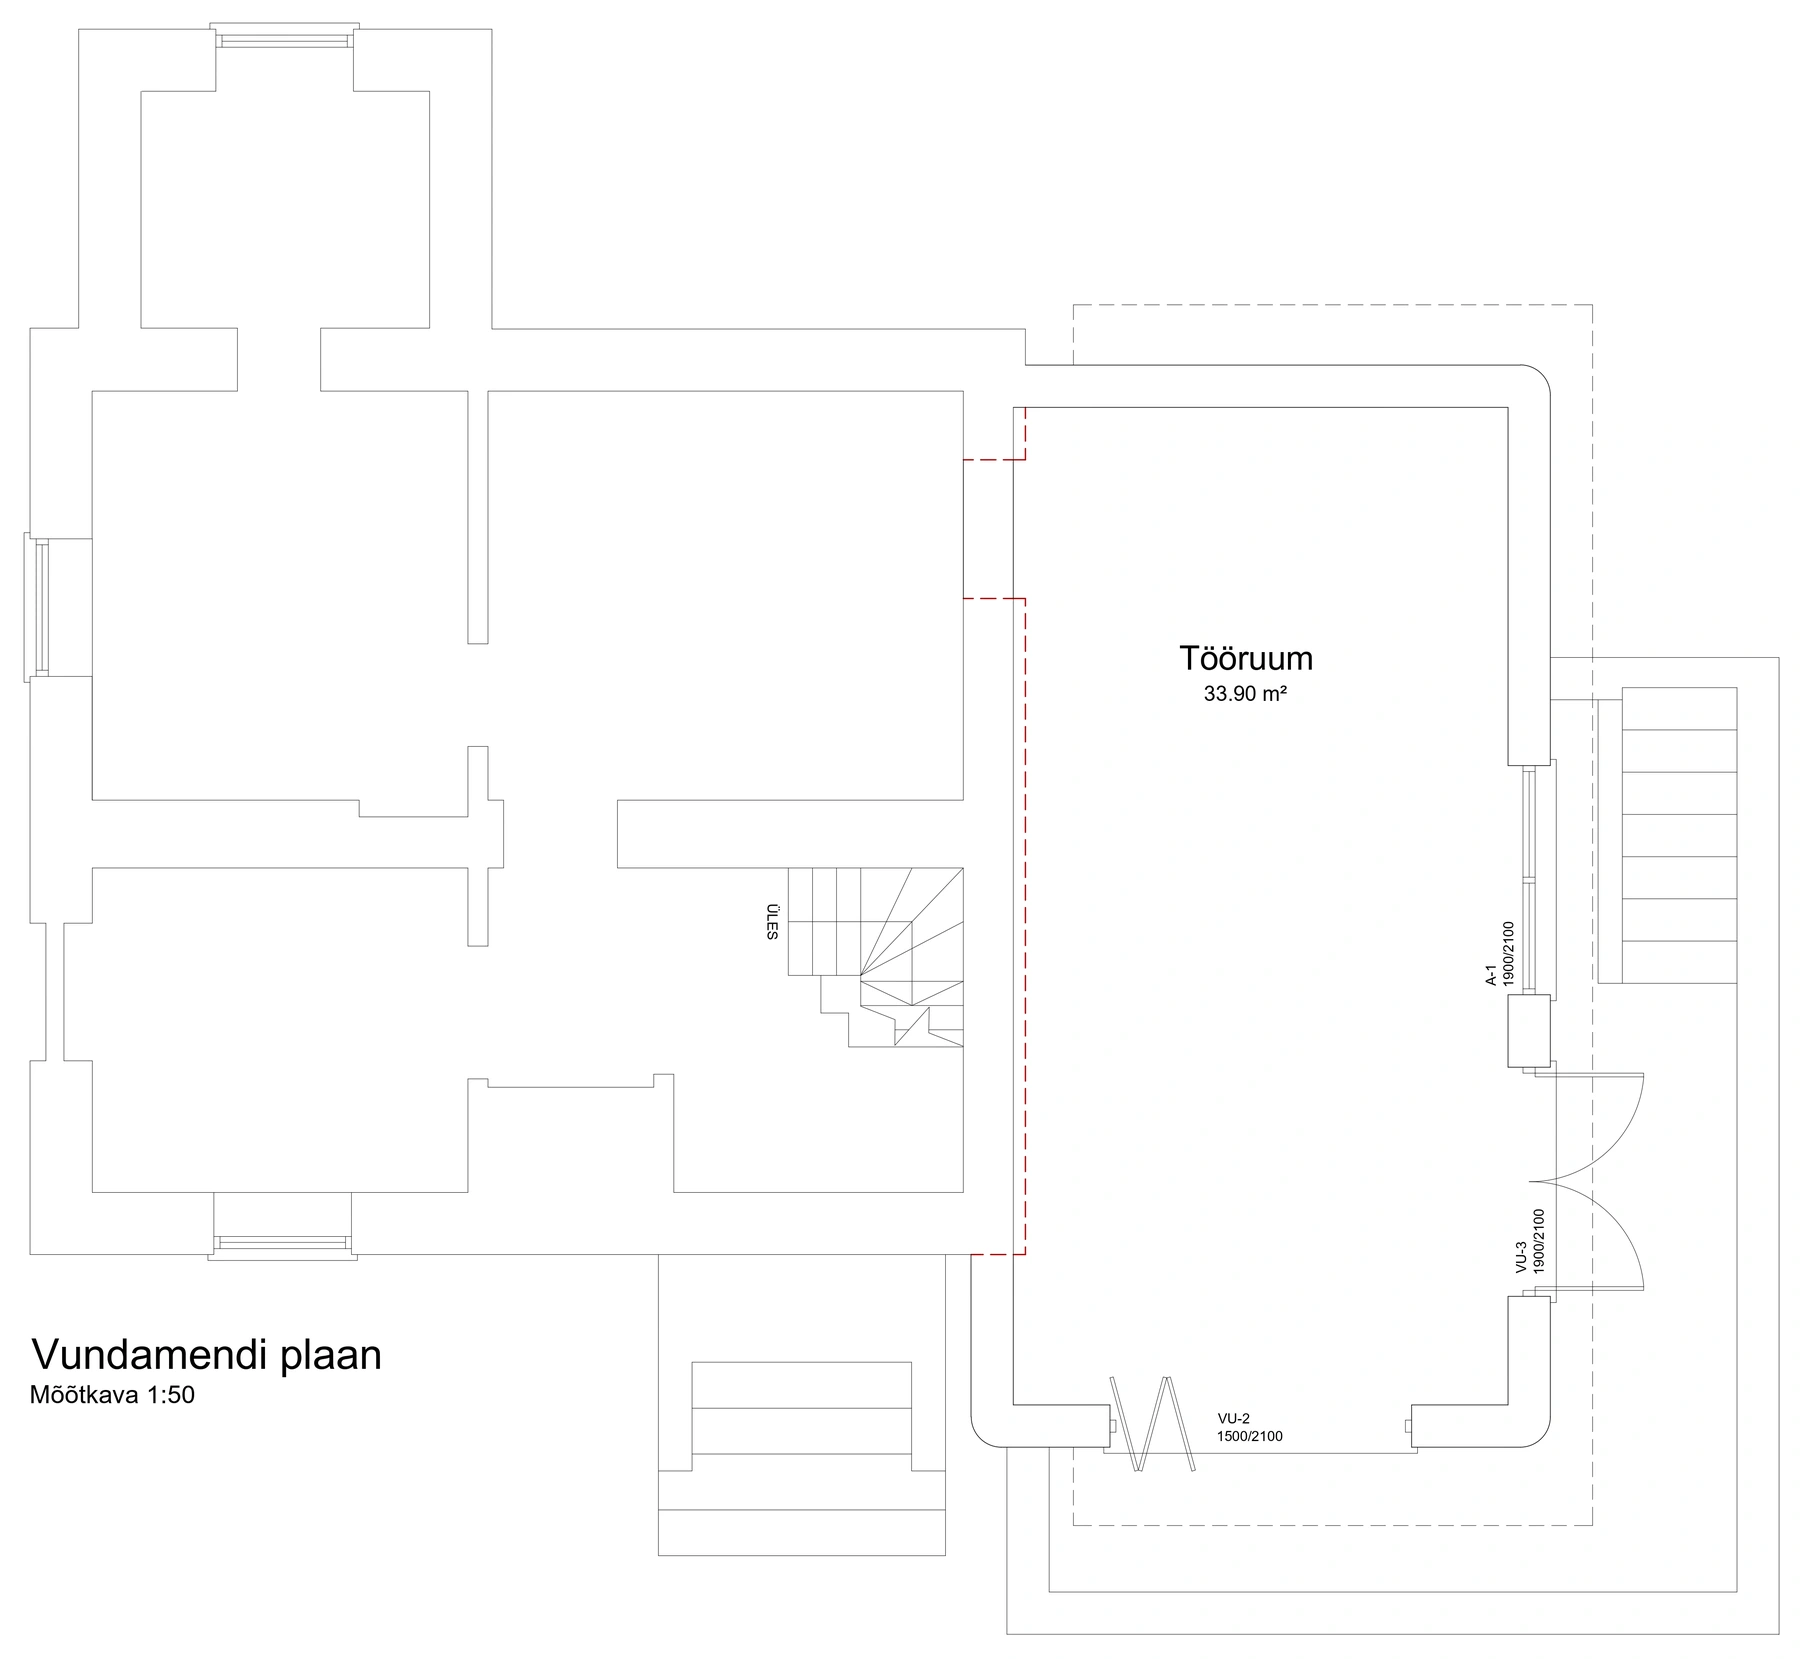 Tööruum
33.90 m²
ÜLES
A-1
1900/2100
VU-3
1900/2100
VU-2
1500/2100
Vundamendi plaan
Mõõtkava 1:50